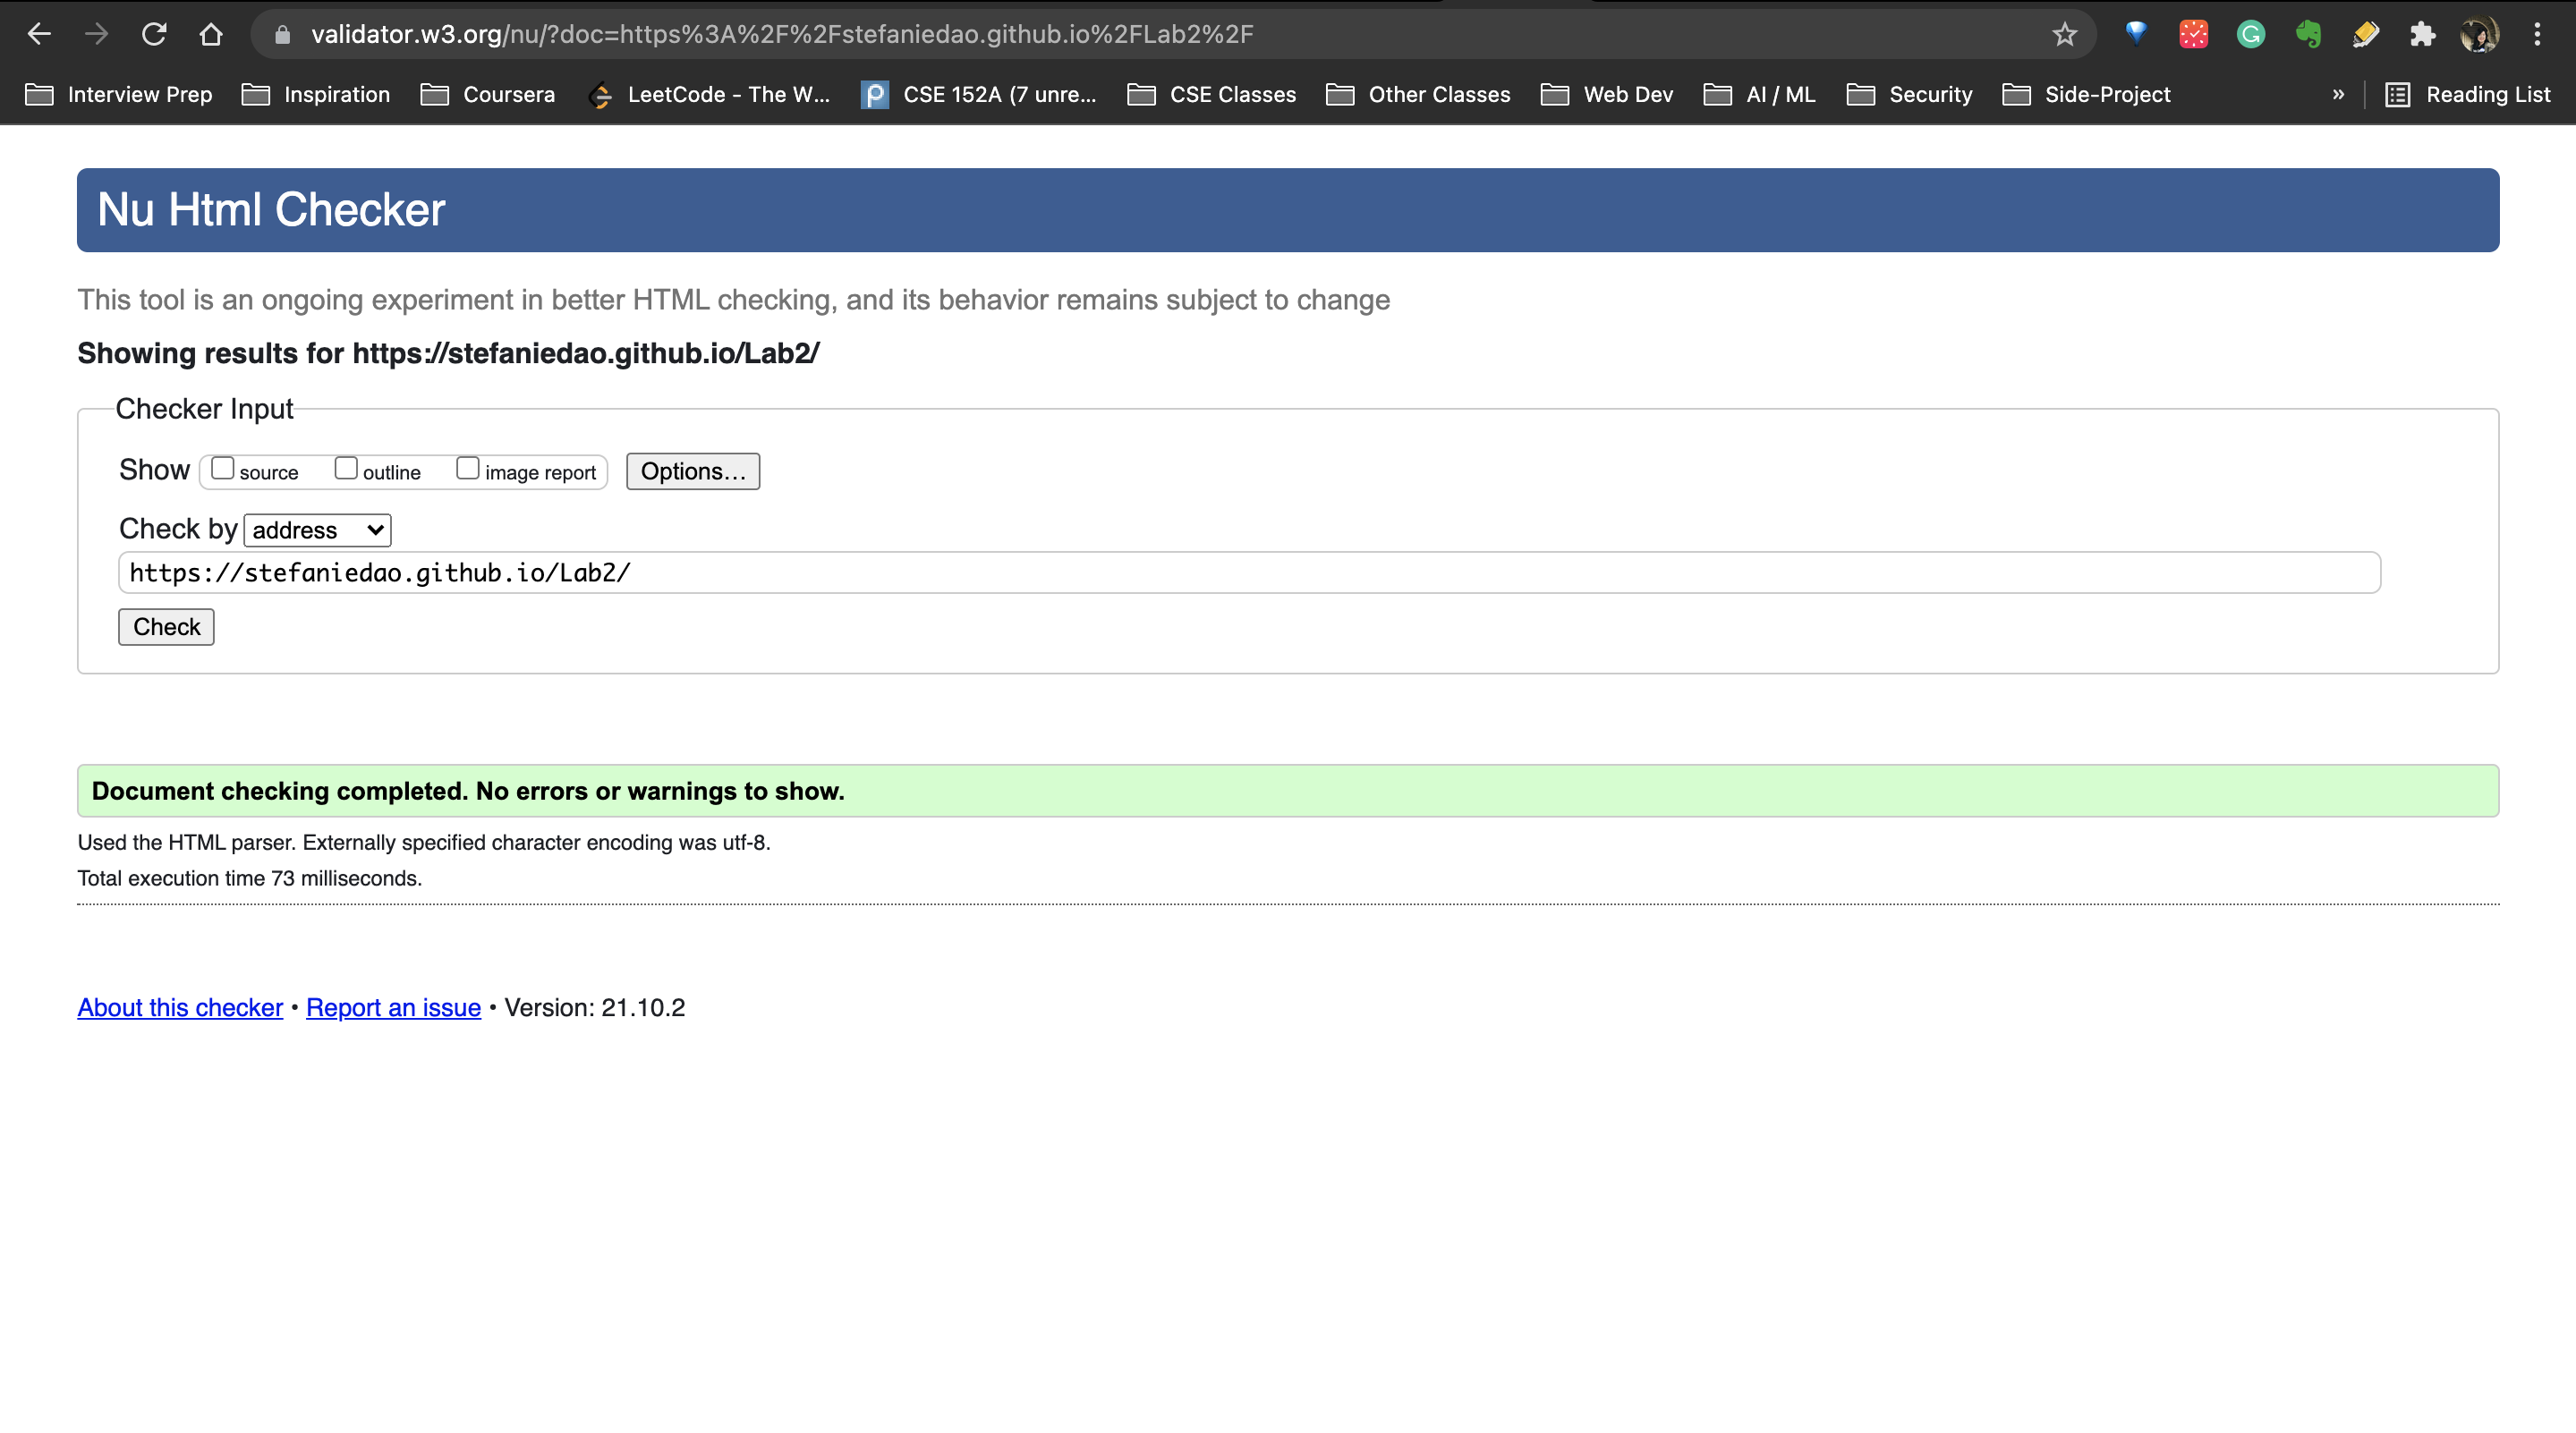 validator.w3.org/nu/?doc=https%3A%2F%2Fstefaniedao.github.io%2FLab2%2F
Interview Prep Inspiration Coursera LeetCode - The W... CSE 152A (7 unre... CSE Classes Other Classes Web Dev AI / ML Security Side-Project » Reading List
Nu Html Checker
This tool is an ongoing experiment in better HTML checking, and its behavior remains subject to change
Showing results for https://stefaniedao.github.io/Lab2/
Checker Input
Show source outline image report Options...
Check by address
https://stefaniedao.github.io/Lab2/
Check
Document checking completed. No errors or warnings to show.
Used the HTML parser. Externally specified character encoding was utf-8.
Total execution time 73 milliseconds.
About this checker • Report an issue • Version: 21.10.2